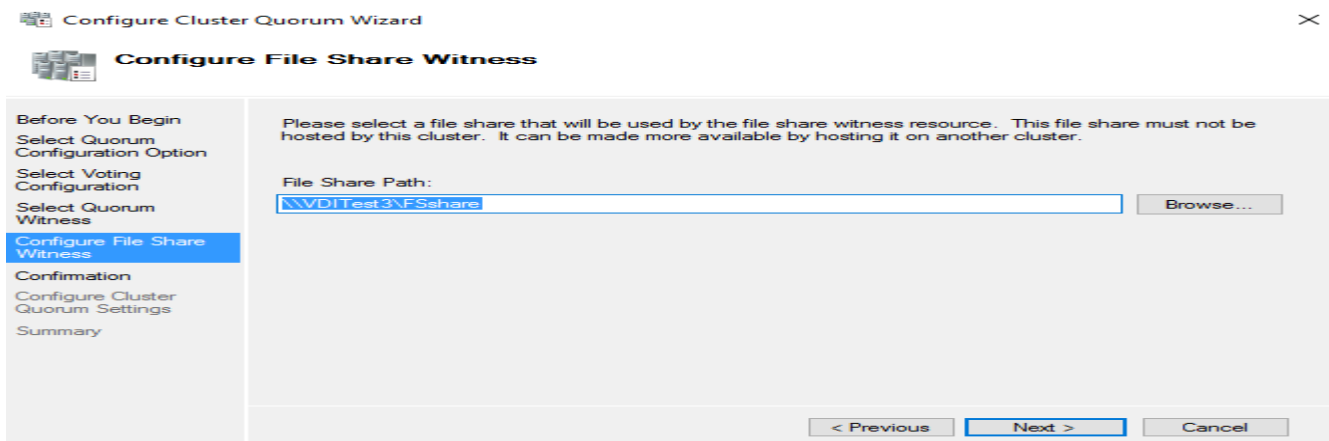 Configure Cluster Quorum Wizard
Configure File Share Witness
Before You Begin
Select Quorum
Configuration Option
Select Voting
Configuration
Select Quorum
Witness
Configure File Share
Witness
Confirmation
Configure Cluster
Quorum Settings
Summary
Please select a file share that will be used by the file share witness resource.  This file share must not be
hosted by this cluster.  It can be made more available by hosting it on another cluster.
File Share Path:
\\VDITest3\FSshare
Browse...
< Previous
Next >
Cancel